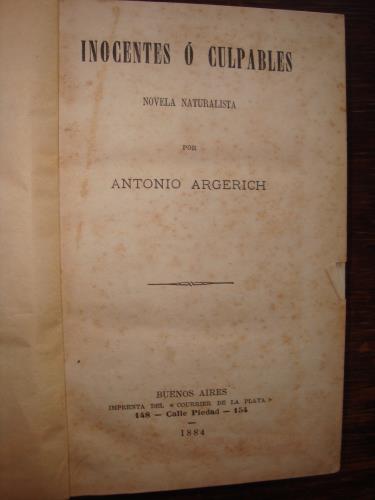 INOCENTES Ó CULPABLES
NOVELA NATURALISTA
POR
ANTONIO ARGERICH
BUENOS AIRES
IMPRENTA DEL « COURRIER DE LA PLATA »
148 — Calle Piedad — 154
1884